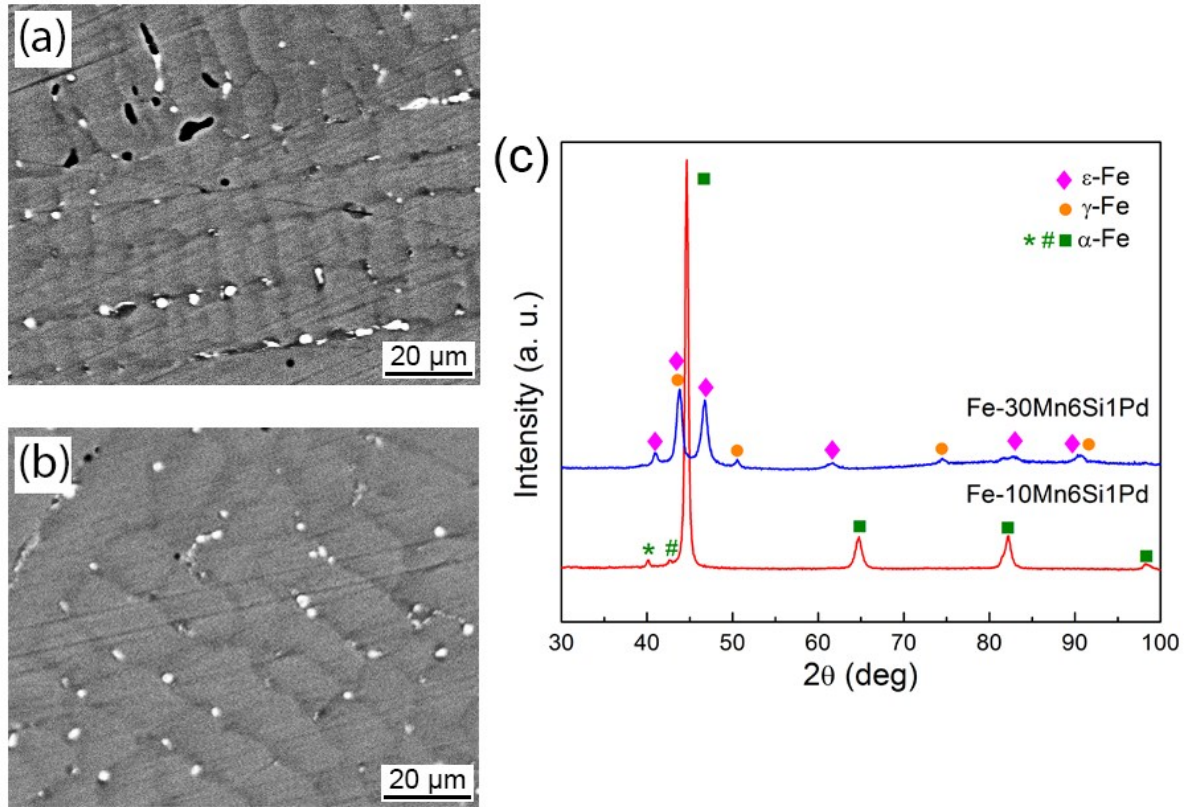 (a)
20 μm
(b)
20 μm
(c)
Intensity (a. u.)
ε-Fe
γ-Fe
* # α-Fe
Fe-30Mn6Si1Pd
Fe-10Mn6Si1Pd
* #
30 40 50 60 70 80 90 100
2θ (deg)